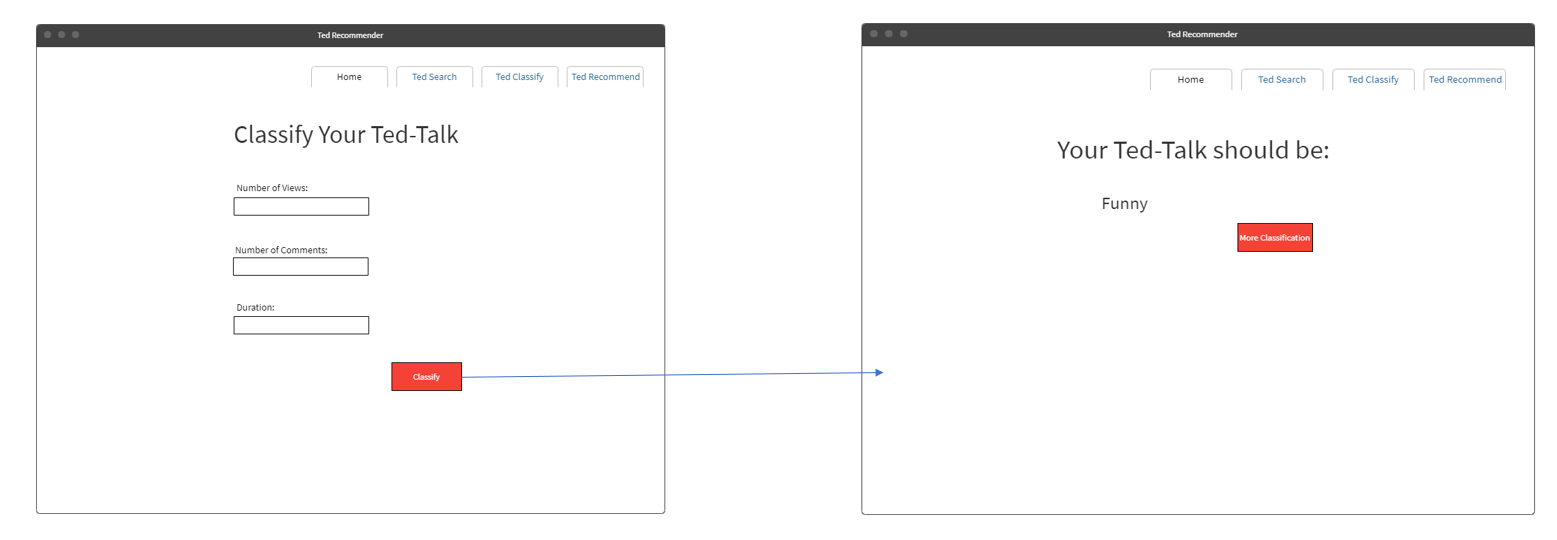 Ted Recommender
Home Ted Search Ted Classify Ted Recommend
Classify Your Ted-Talk
Number of Views:
Number of Comments:
Duration:
Classify
Ted Recommender
Home Ted Search Ted Classify Ted Recommend
Your Ted-Talk should be:
Funny
More Classification